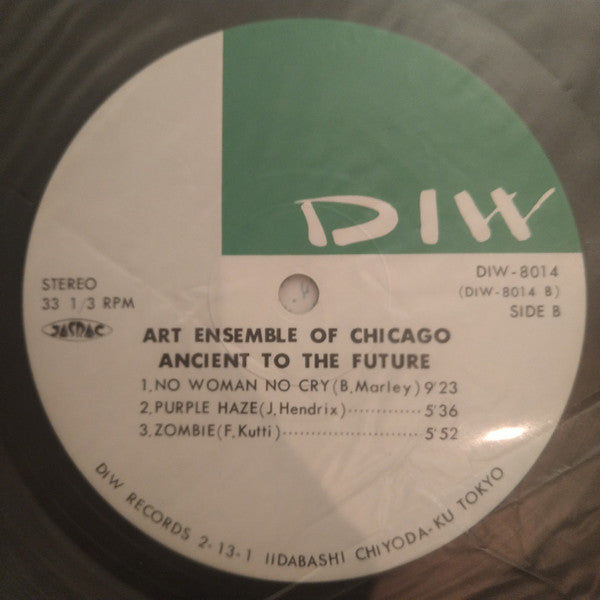 DIW
STEREO
33 1/3 RPM
JASRAC
DIW-8014
(DIW-8014 B)
SIDE B
ART ENSEMBLE OF CHICAGO
ANCIENT TO THE FUTURE
1.NO WOMAN NO CRY(B.Marley)9'23
2.PURPLE HAZE(J.Hendrix)·············5'36
3.ZOMBIE(F.Kutti)·······················5'52
DIW RECORDS 2-13-1 IIDABASHI CHIYODA-KU TOKYO